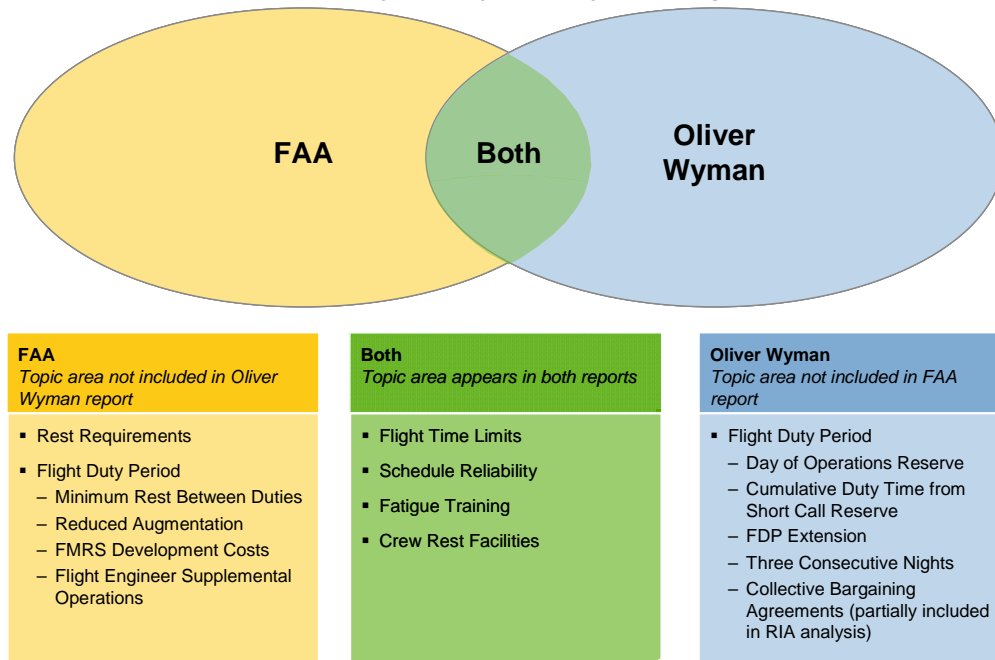 FAA
Both
Oliver
Wyman
FAA
Topic area not included in Oliver
Wyman report
▪ Rest Requirements
▪ Flight Duty Period
– Minimum Rest Between Duties
– Reduced Augmentation
– FMRS Development Costs
– Flight Engineer Supplemental
Operations
Both
Topic area appears in both reports
▪ Flight Time Limits
▪ Schedule Reliability
▪ Fatigue Training
▪ Crew Rest Facilities
Oliver Wyman
Topic area not included in FAA
report
▪ Flight Duty Period
– Day of Operations Reserve
– Cumulative Duty Time from
Short Call Reserve
– FDP Extension
– Three Consecutive Nights
– Collective Bargaining
Agreements (partially included
in RIA analysis)